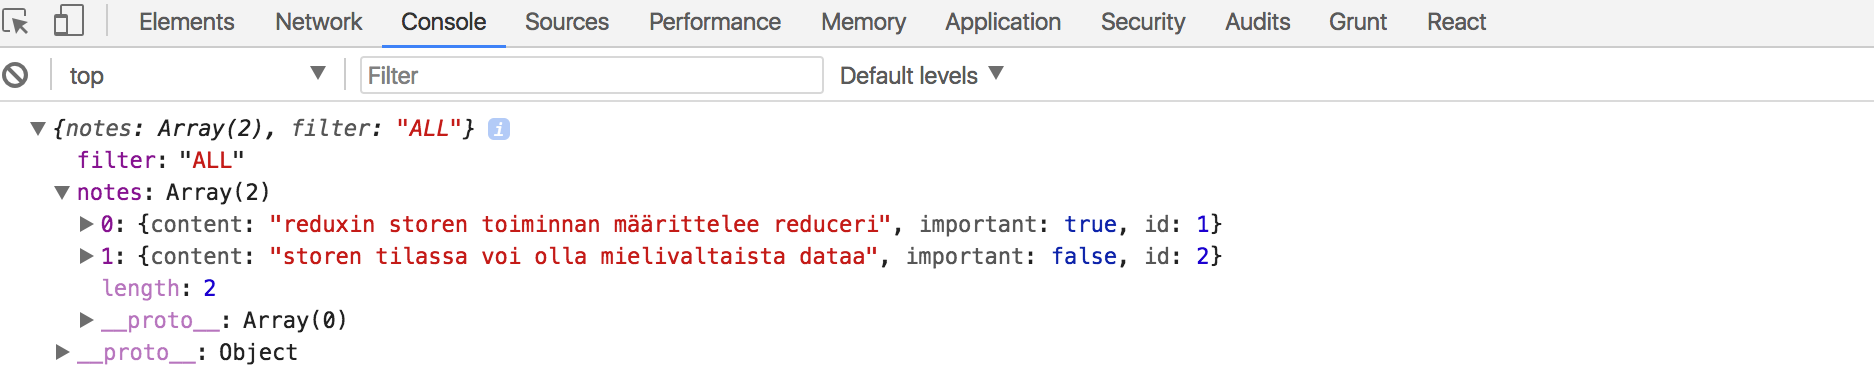 Elements Network Console Sources Performance Memory Application Security Audits Grunt React
top Filter Default levels
{notes: Array(2), filter: "ALL"} i
filter: "ALL"
notes: Array(2)
0: {content: "reduxin storen toiminnan määrittelee reduceri", important: true, id: 1}
1: {content: "storen tilassa voi olla mielivaltaista dataa", important: false, id: 2}
length: 2
__proto__: Array(0)
__proto__: Object